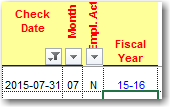 Check
Date
Month
Empl. Act
Fiscal
Year
2015-07-31 07 N 15-16